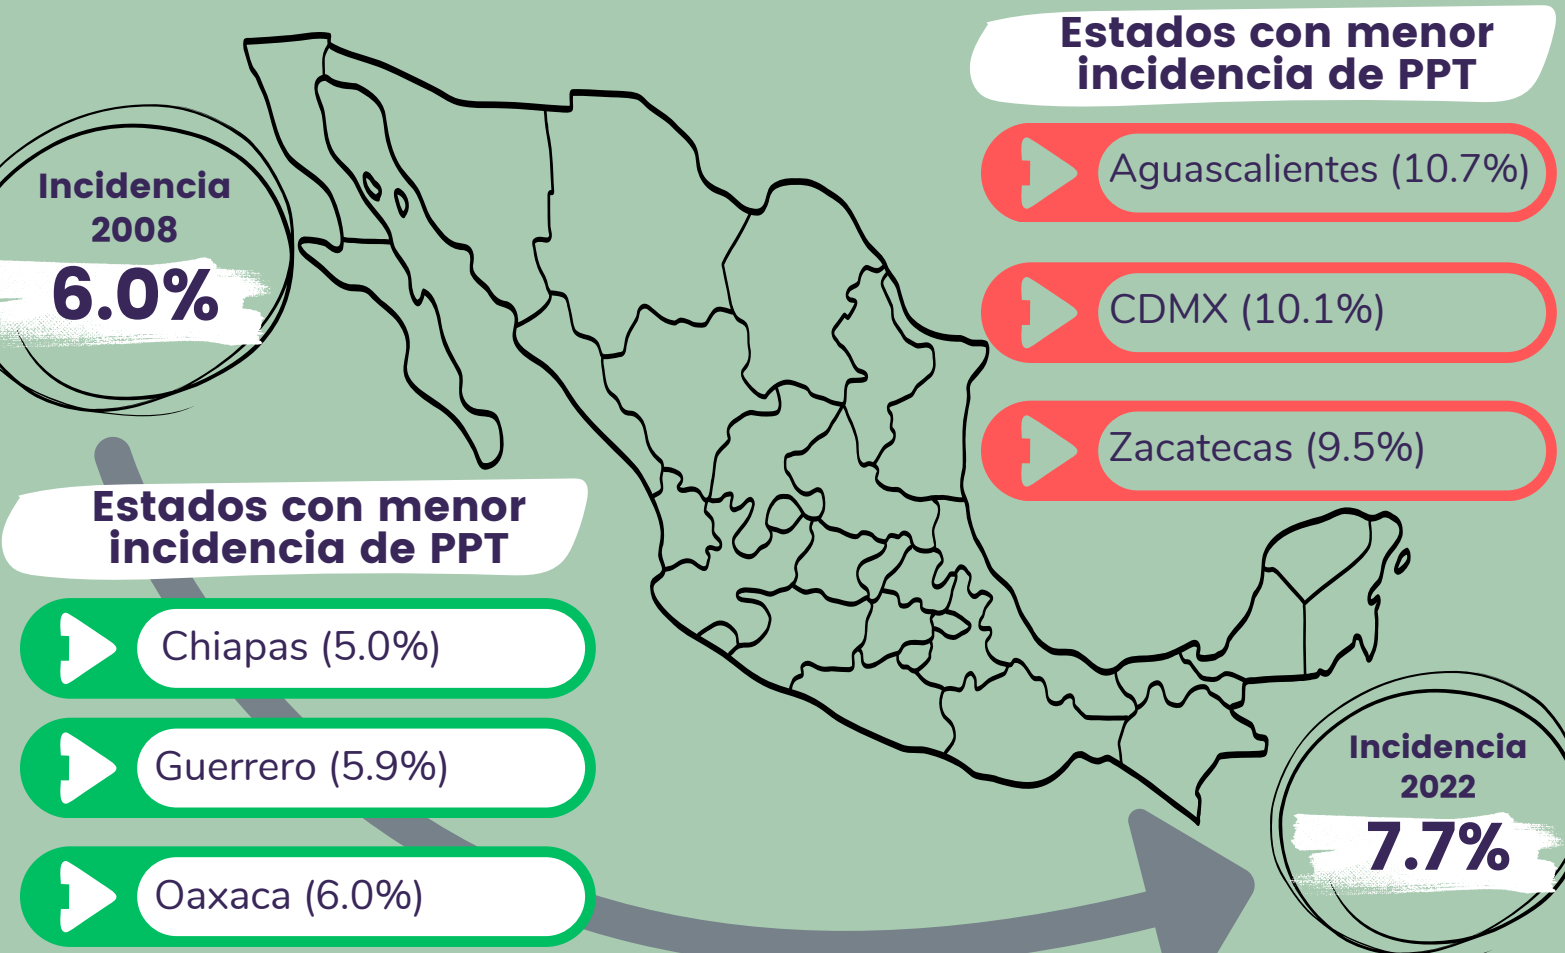 Estados con menor
incidencia de PPT
Aguascalientes (10.7%)
CDMX (10.1%)
Zacatecas (9.5%)
Incidencia
2008
6.0%
Estados con menor
incidencia de PPT
Chiapas (5.0%)
Guerrero (5.9%)
Oaxaca (6.0%)
Incidencia
2022
7.7%